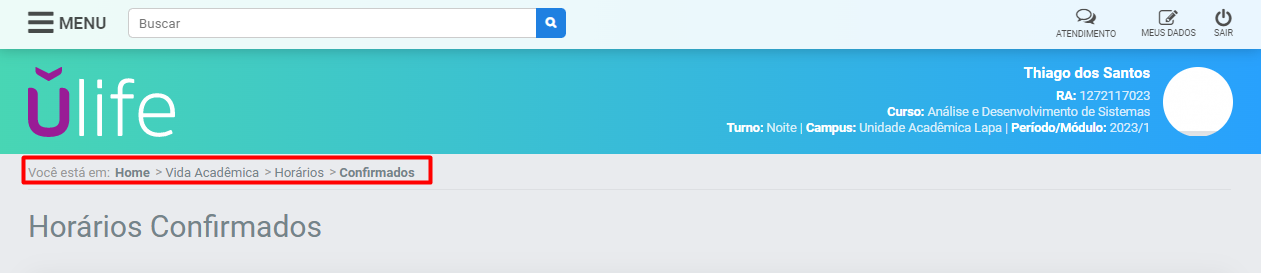 MENU
Buscar
ATENDIMENTO
MEUS DADOS
SAIR
Ŭlife
Thiago dos Santos
RA: 1272117023
Curso: Análise e Desenvolvimento de Sistemas
Turno: Noite | Campus: Unidade Acadêmica Lapa | Período/Módulo: 2023/1
Você está em: Home > Vida Acadêmica > Horários > Confirmados
Horários Confirmados